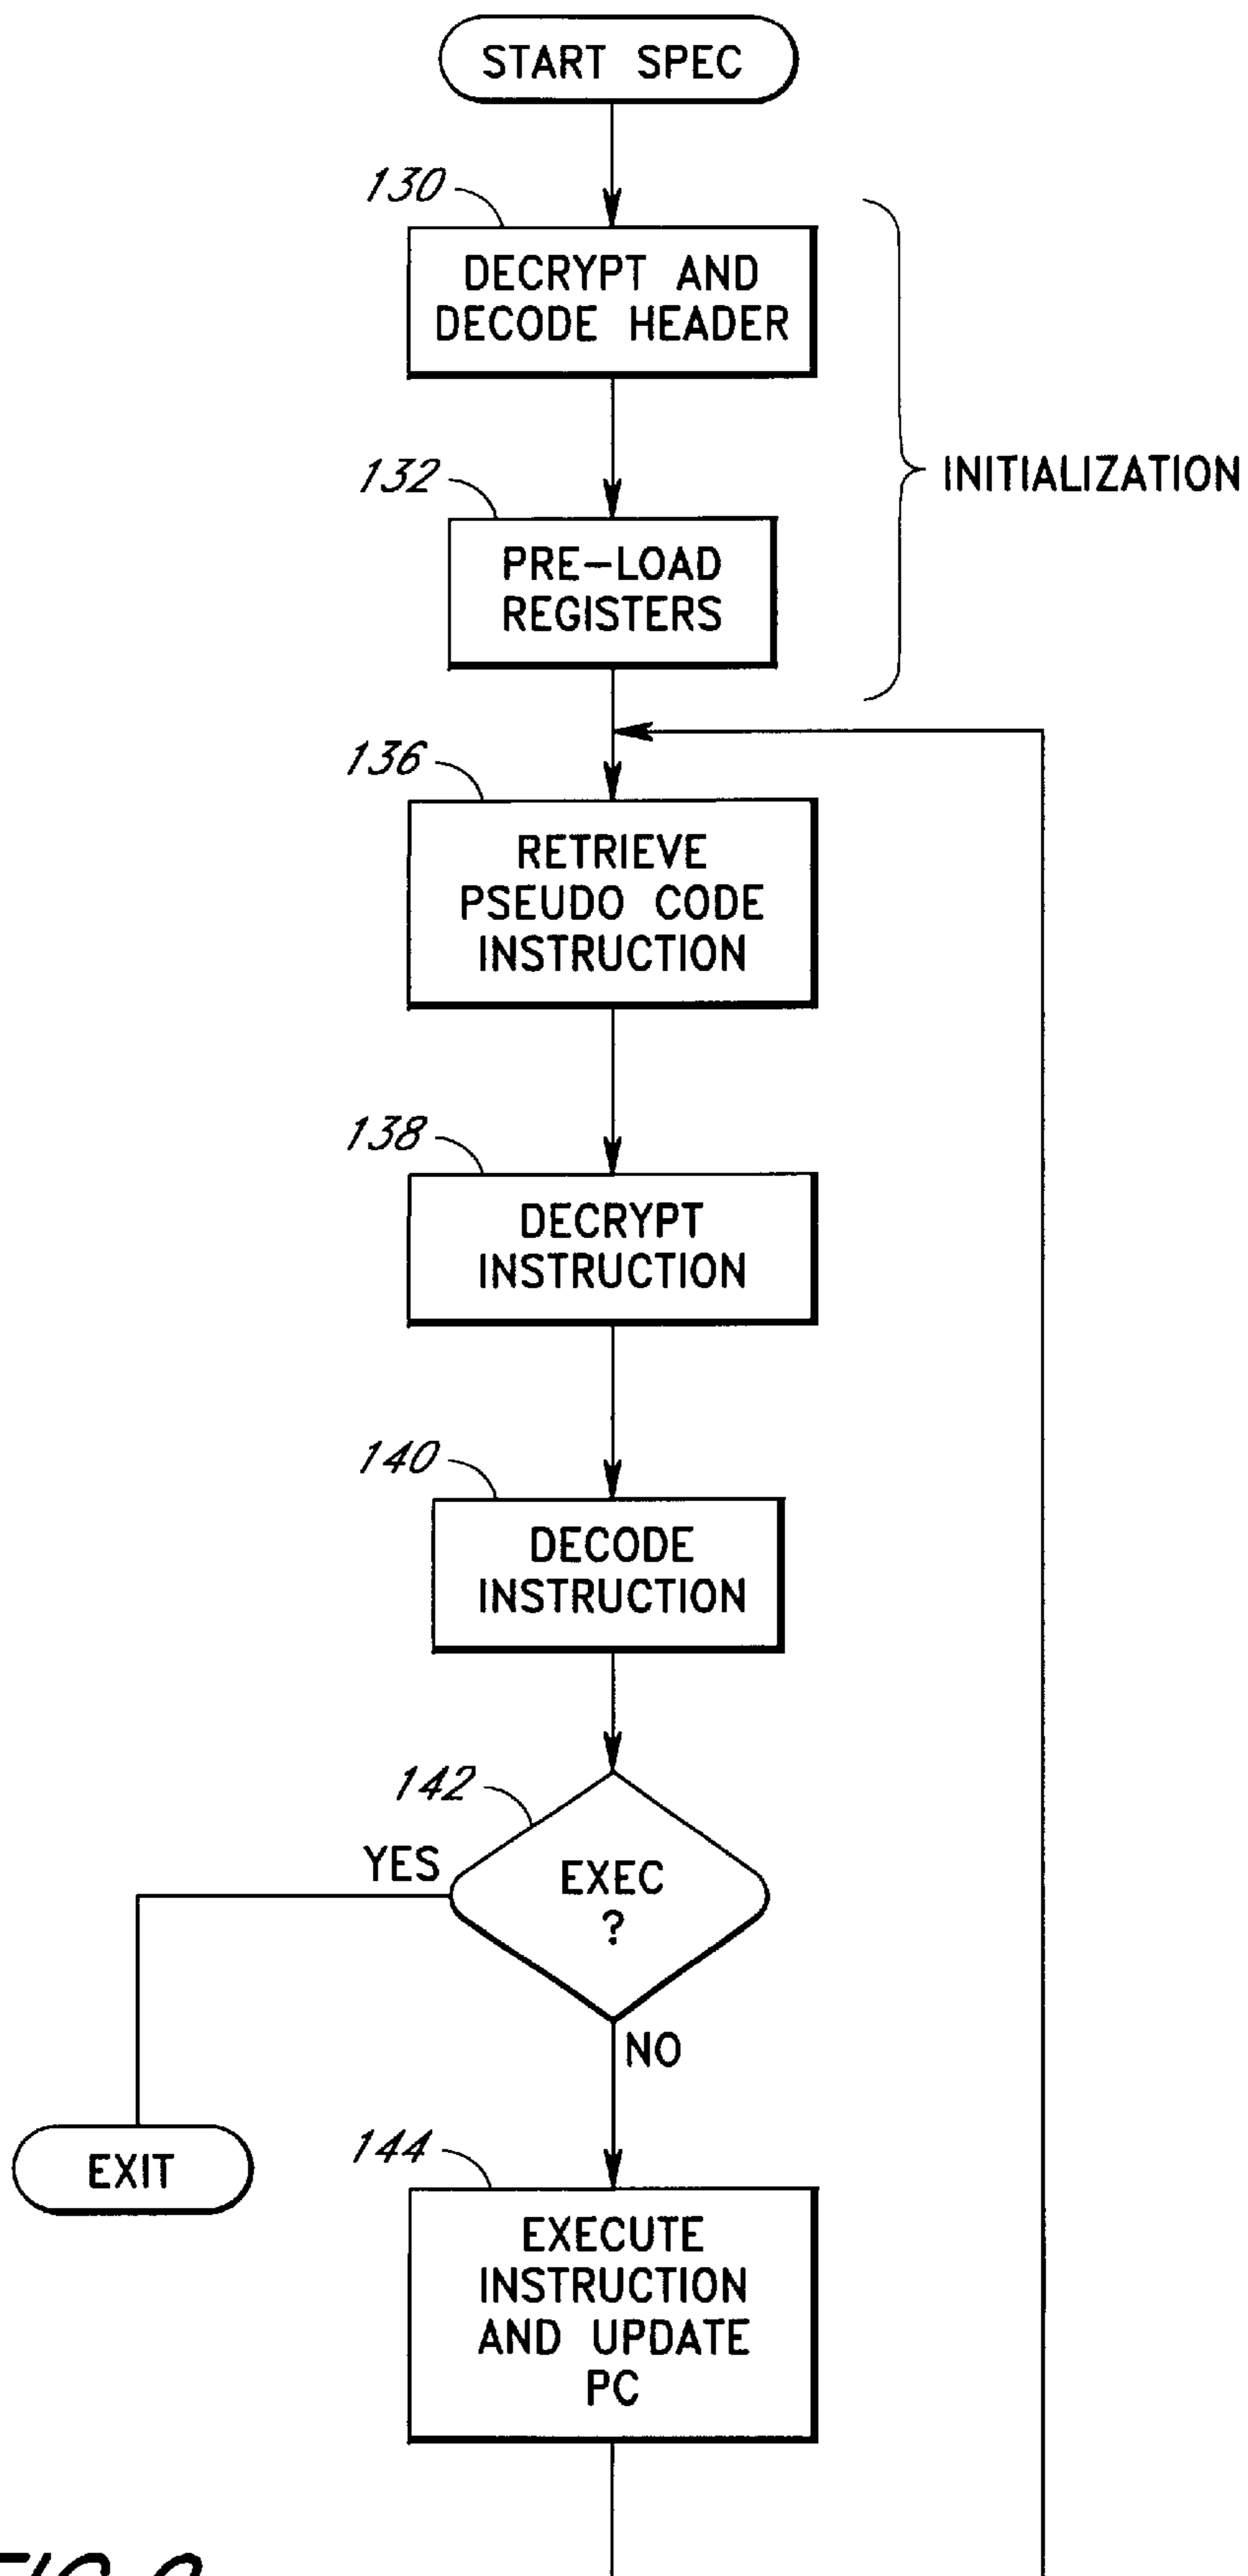 START SPEC
130
DECRYPT AND
DECODE HEADER
INITIALIZATION
132
PRE-LOAD
REGISTERS
136
RETRIEVE
PSEUDO CODE
INSTRUCTION
138
DECRYPT
INSTRUCTION
140
DECODE
INSTRUCTION
142
YES
EXEC
?
NO
EXIT
144
EXECUTE
INSTRUCTION
AND UPDATE
PC